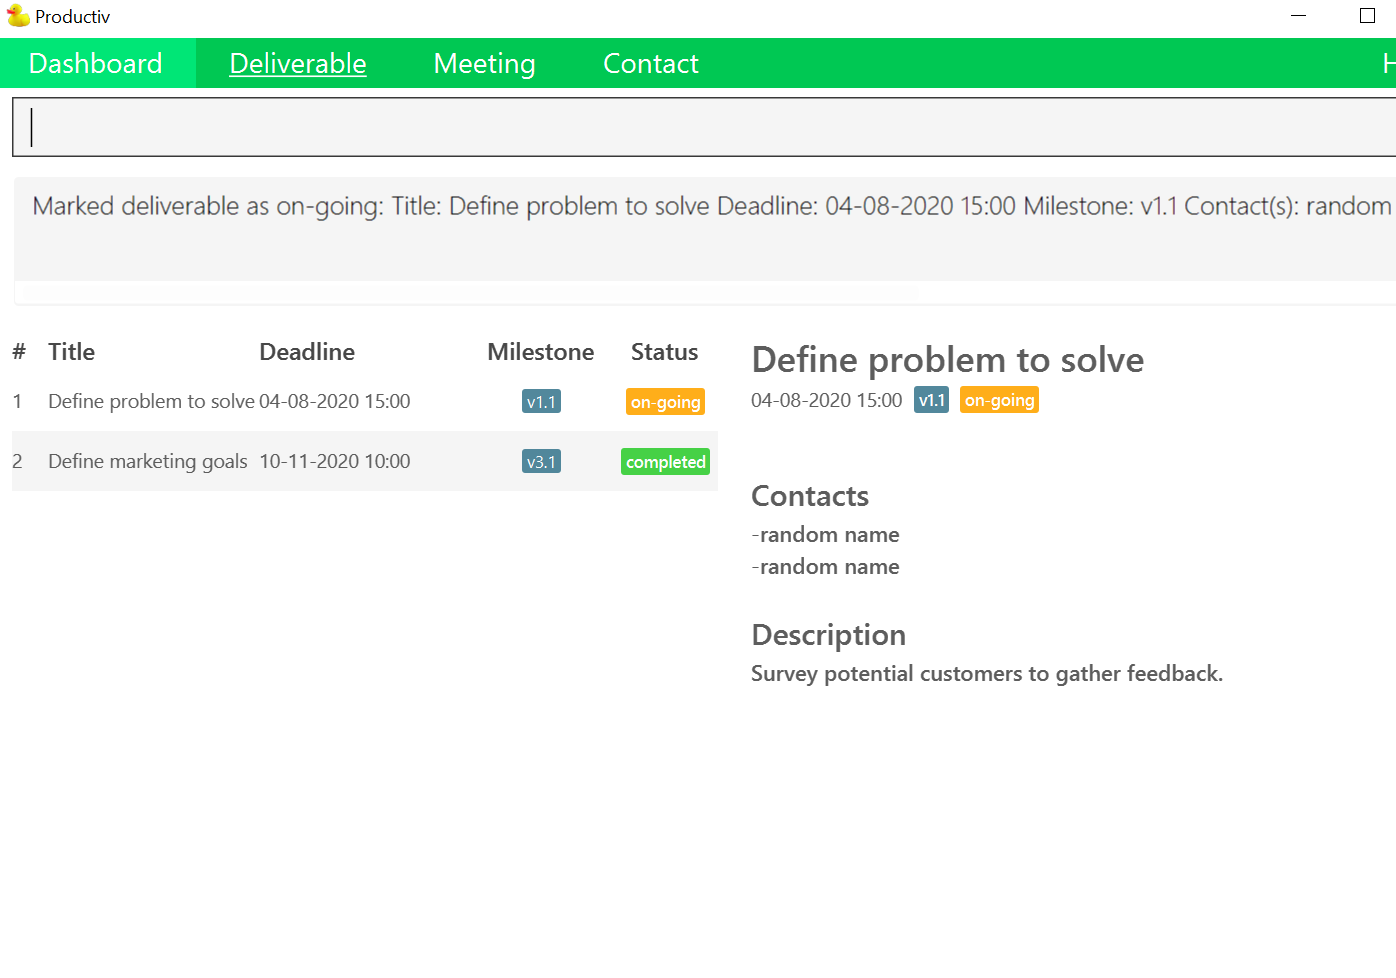 Productiv
Dashboard Deliverable Meeting Contact H
Marked deliverable as on-going: Title: Define problem to solve Deadline: 04-08-2020 15:00 Milestone: v1.1 Contact(s): random
# Title Deadline Milestone Status
1 Define problem to solve 04-08-2020 15:00 v1.1 on-going
2 Define marketing goals 10-11-2020 10:00 v3.1 completed
Define problem to solve
04-08-2020 15:00 v1.1 on-going
Contacts
-random name
-random name
Description
Survey potential customers to gather feedback.